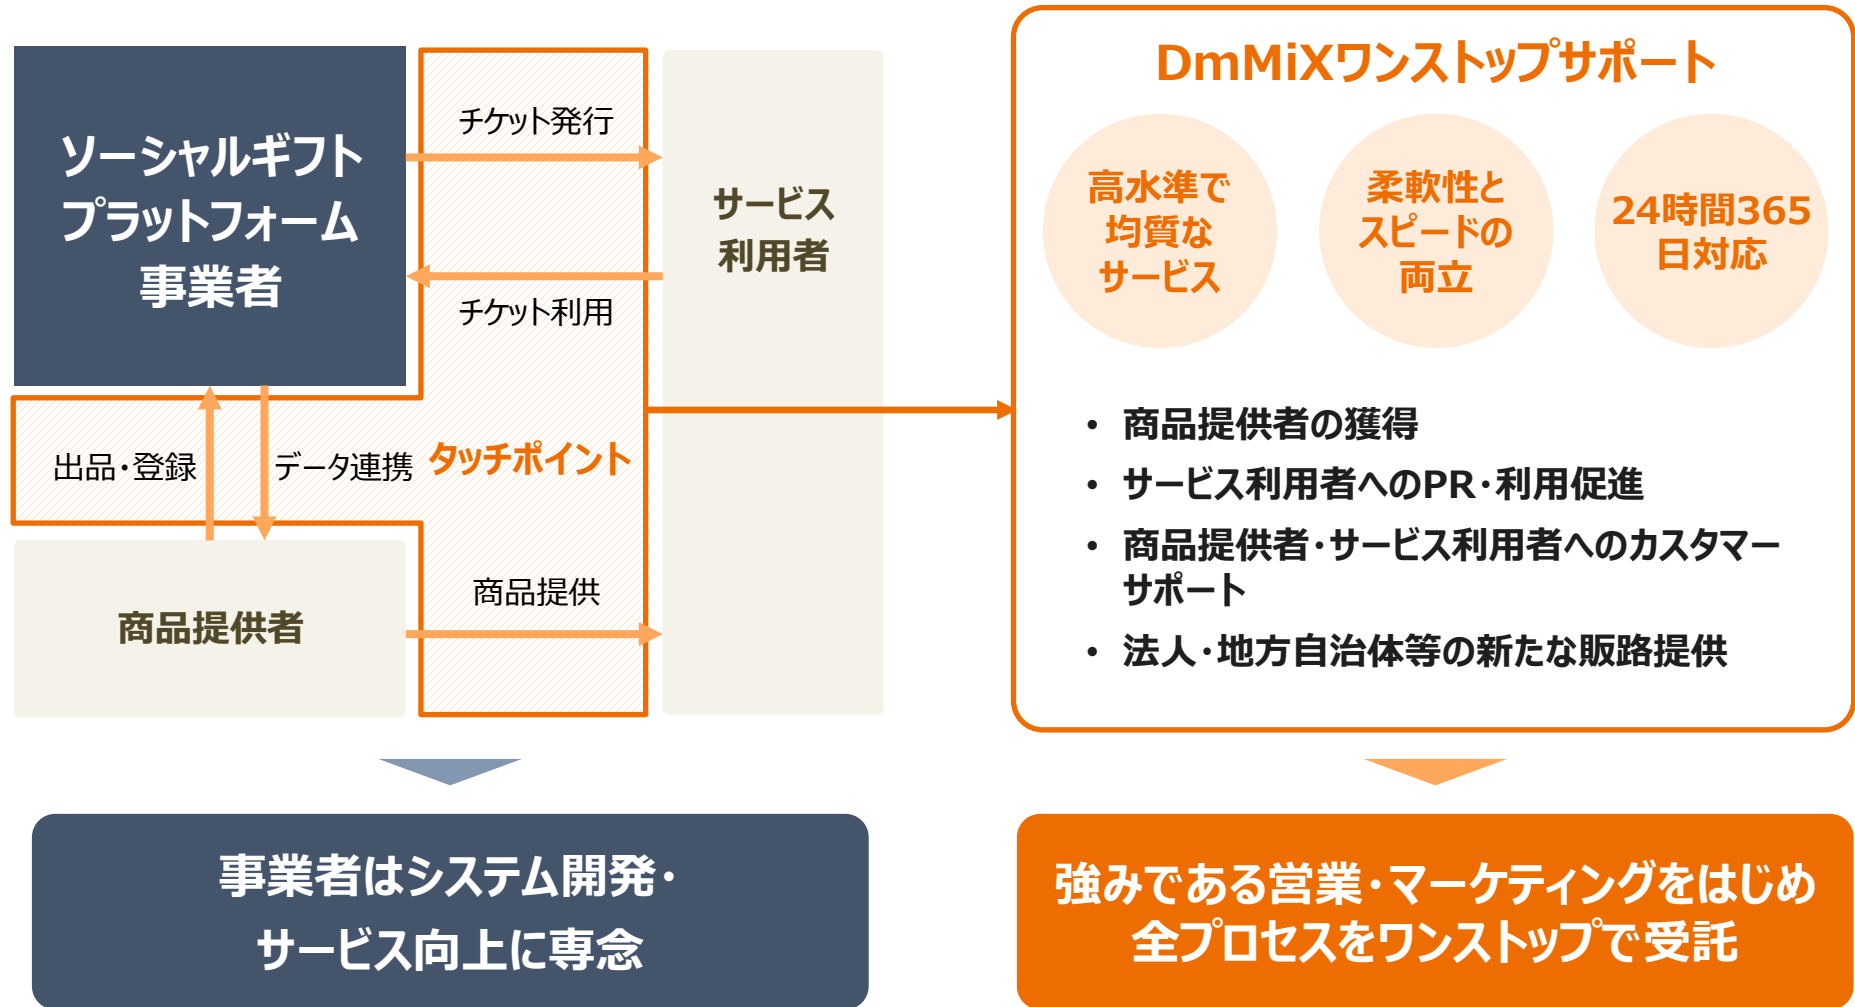 ソーシャルギフト
プラットフォーム
事業者
チケット発行
チケット利用
サービス
利用者
出品・登録
データ連携
タッチポイント
商品提供者
商品提供
事業者はシステム開発・
サービス向上に専念
DmMiXワンストップサポート
高水準で
均質な
サービス
柔軟性と
スピードの
両立
24時間365
日対応
• 商品提供者の獲得
• サービス利用者へのPR・利用促進
• 商品提供者・サービス利用者へのカスタマー
サポート
• 法人・地方自治体等の新たな販路提供
強みである営業・マーケティングをはじめ
全プロセスをワンストップで受託